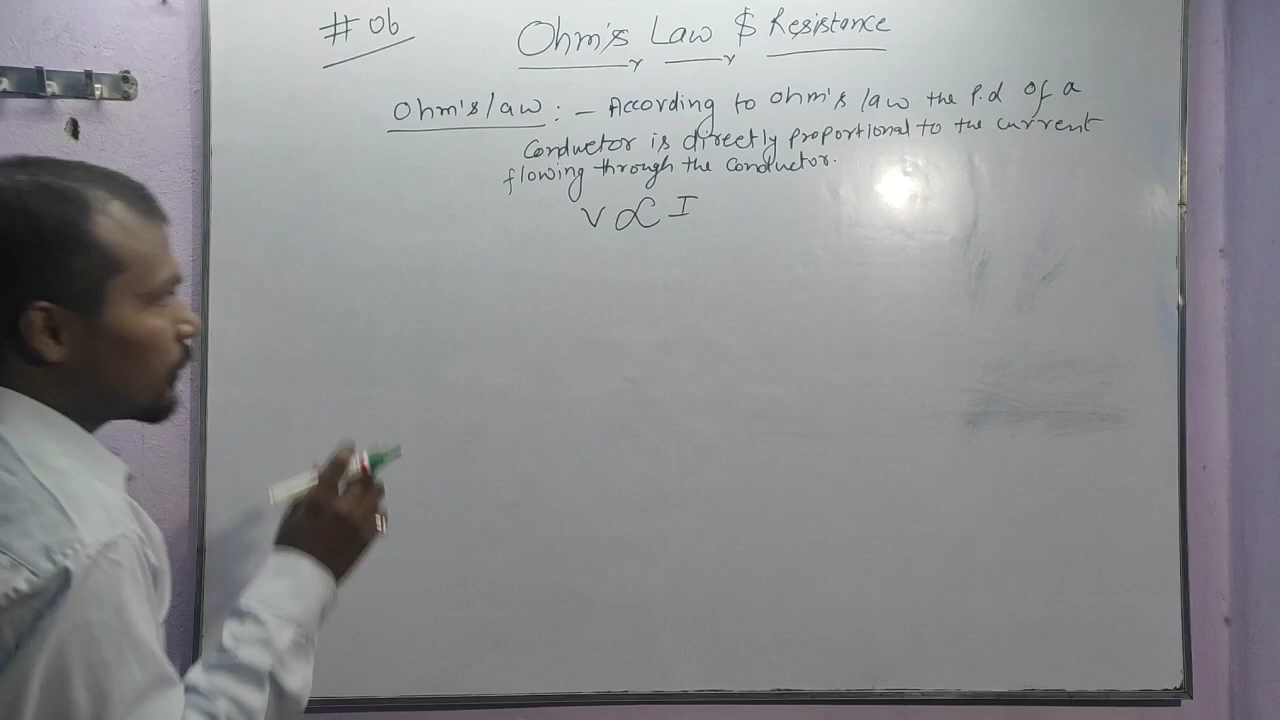 # 06
Ohm's Law $ Resistance
Ohm's law : - According to ohm's law the P.d of a
Conductor is directly proportional to the current
flowing through the conductor.
V ∝ I